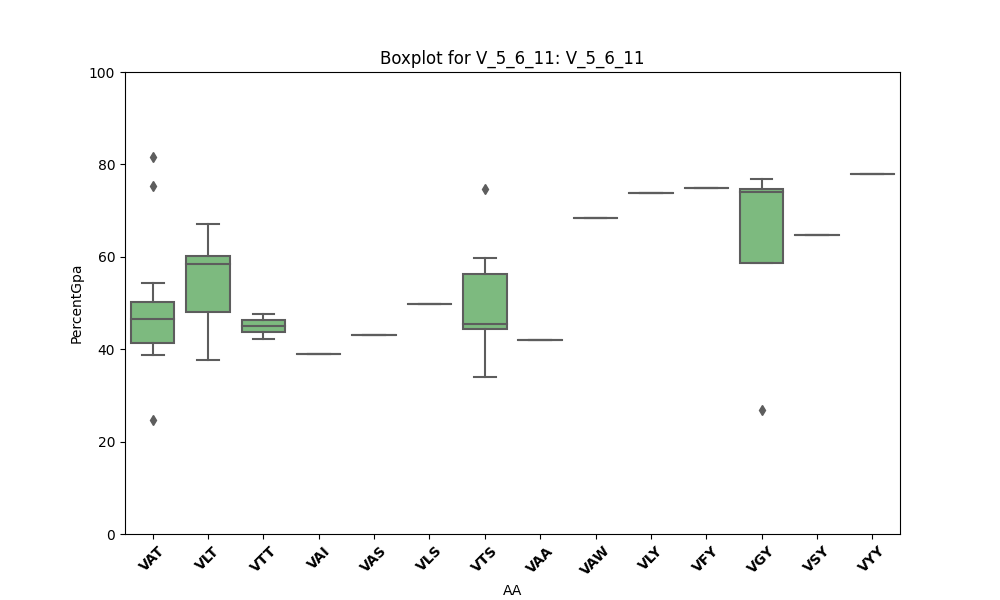 Boxplot for V_5_6_11: V_5_6_11
100
80
60
40
20
0
PercentGpa
VAT VLT VTT VAI VAS VLS VTS VAA VAW VLY VFY VGY VSY VYY
AA